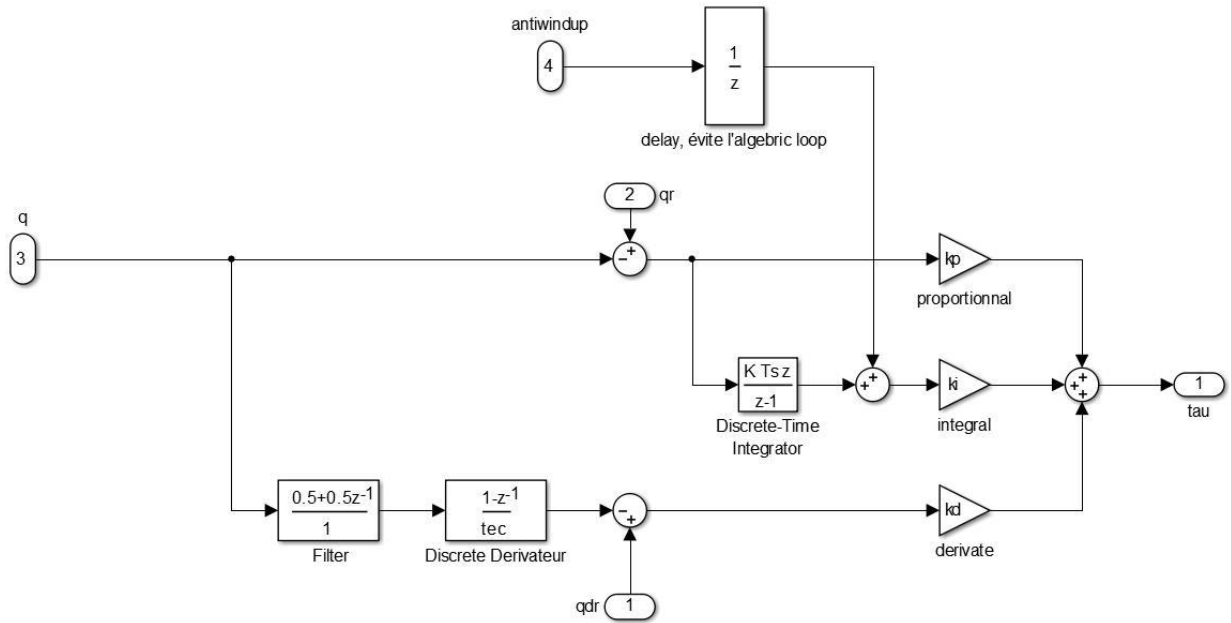 antiwindup
4
1
z
delay, évite l'algebric loop
2 qr
q
3
+
−
kp
proportionnal
K Ts z
z-1
Discrete-Time
Integrator
+
+
ki
integral
+
+
+
1
tau
0.5+0.5z-1
1
Filter
1-z-1
tec
Discrete Derivateur
−
+
kd
derivate
qdr 1